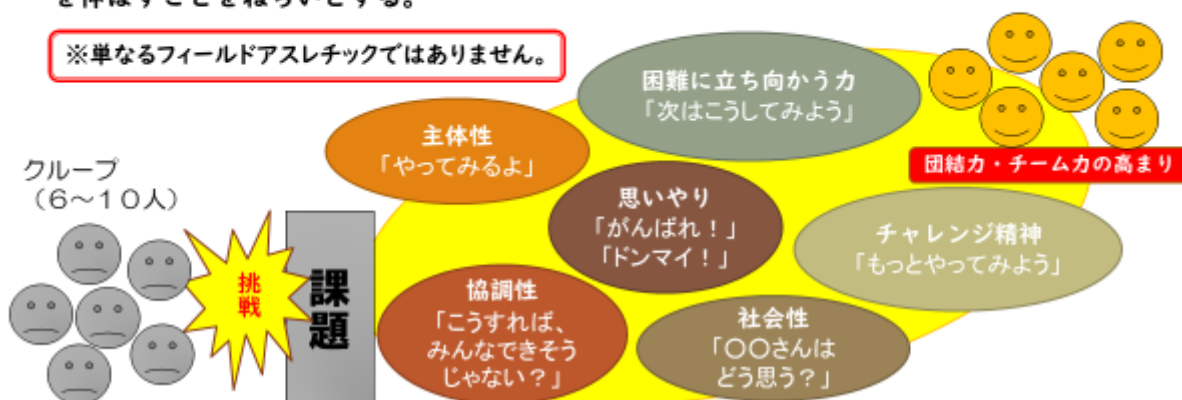 を伸ばすことをねらいとする。
※単なるフィールドアスレチックではありません。
困難に立ち向かう力
「次はこうしてみよう」
主体性
「やってみるよ」
団結力・チーム力の高まり
クループ
(6~10人)
思いやり
「がんばれ!」
「ドンマイ!」
チャレンジ精神
「もっとやってみよう」
挑
戦
課
題
協調性
「こうすれば、
みんなできそう
じゃない?」
社会性
「〇〇さんは
どう思う?」